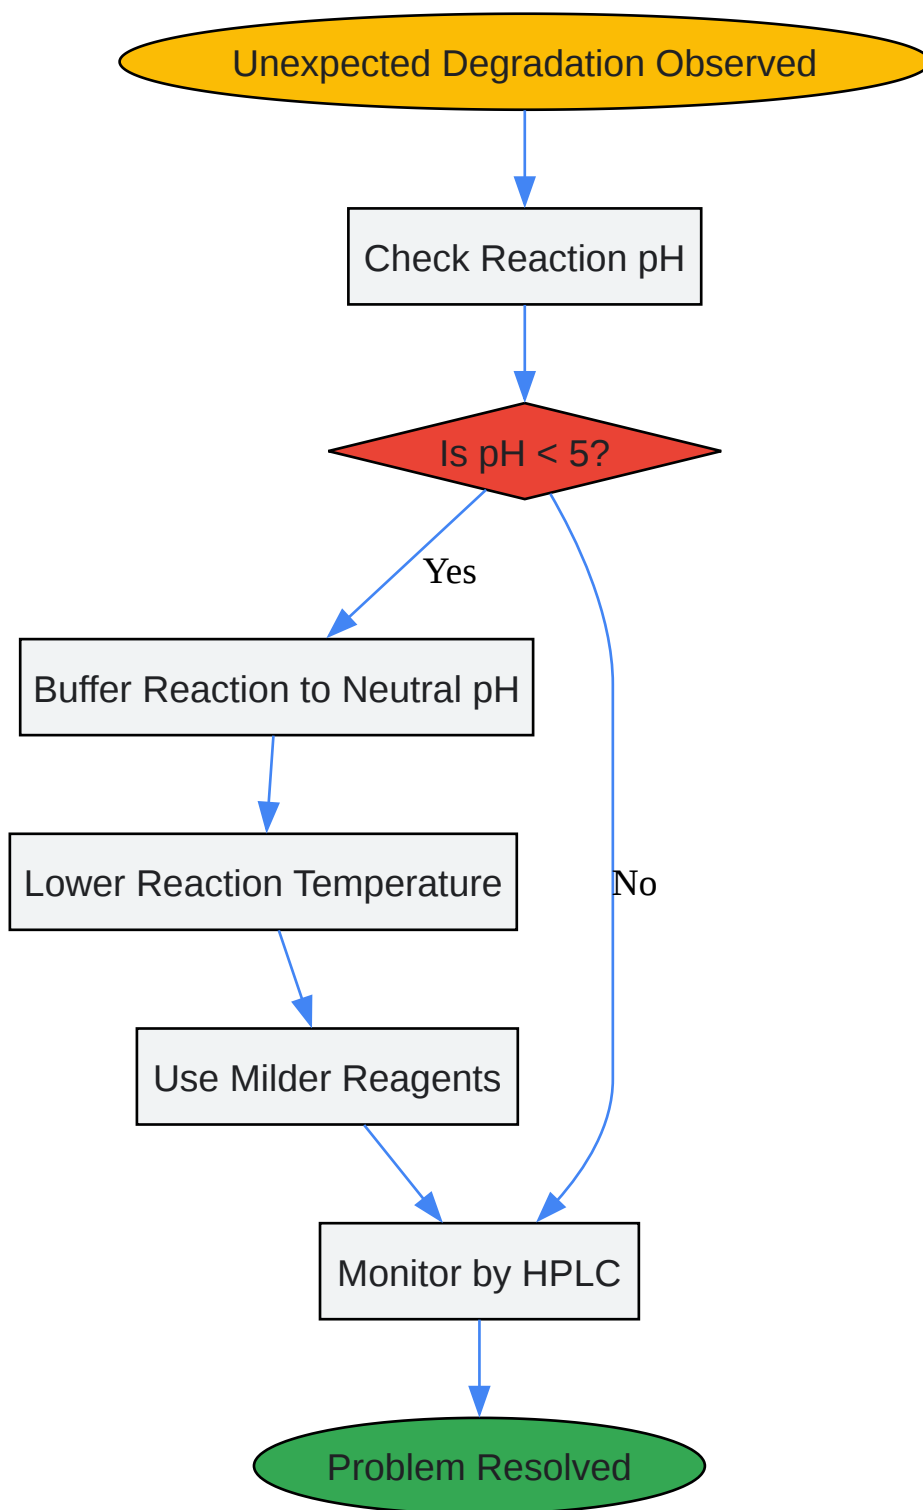 Unexpected Degradation Observed
Check Reaction pH
Is pH < 5?
Yes
Buffer Reaction to Neutral pH
Lower Reaction Temperature
No
Use Milder Reagents
Monitor by HPLC
Problem Resolved